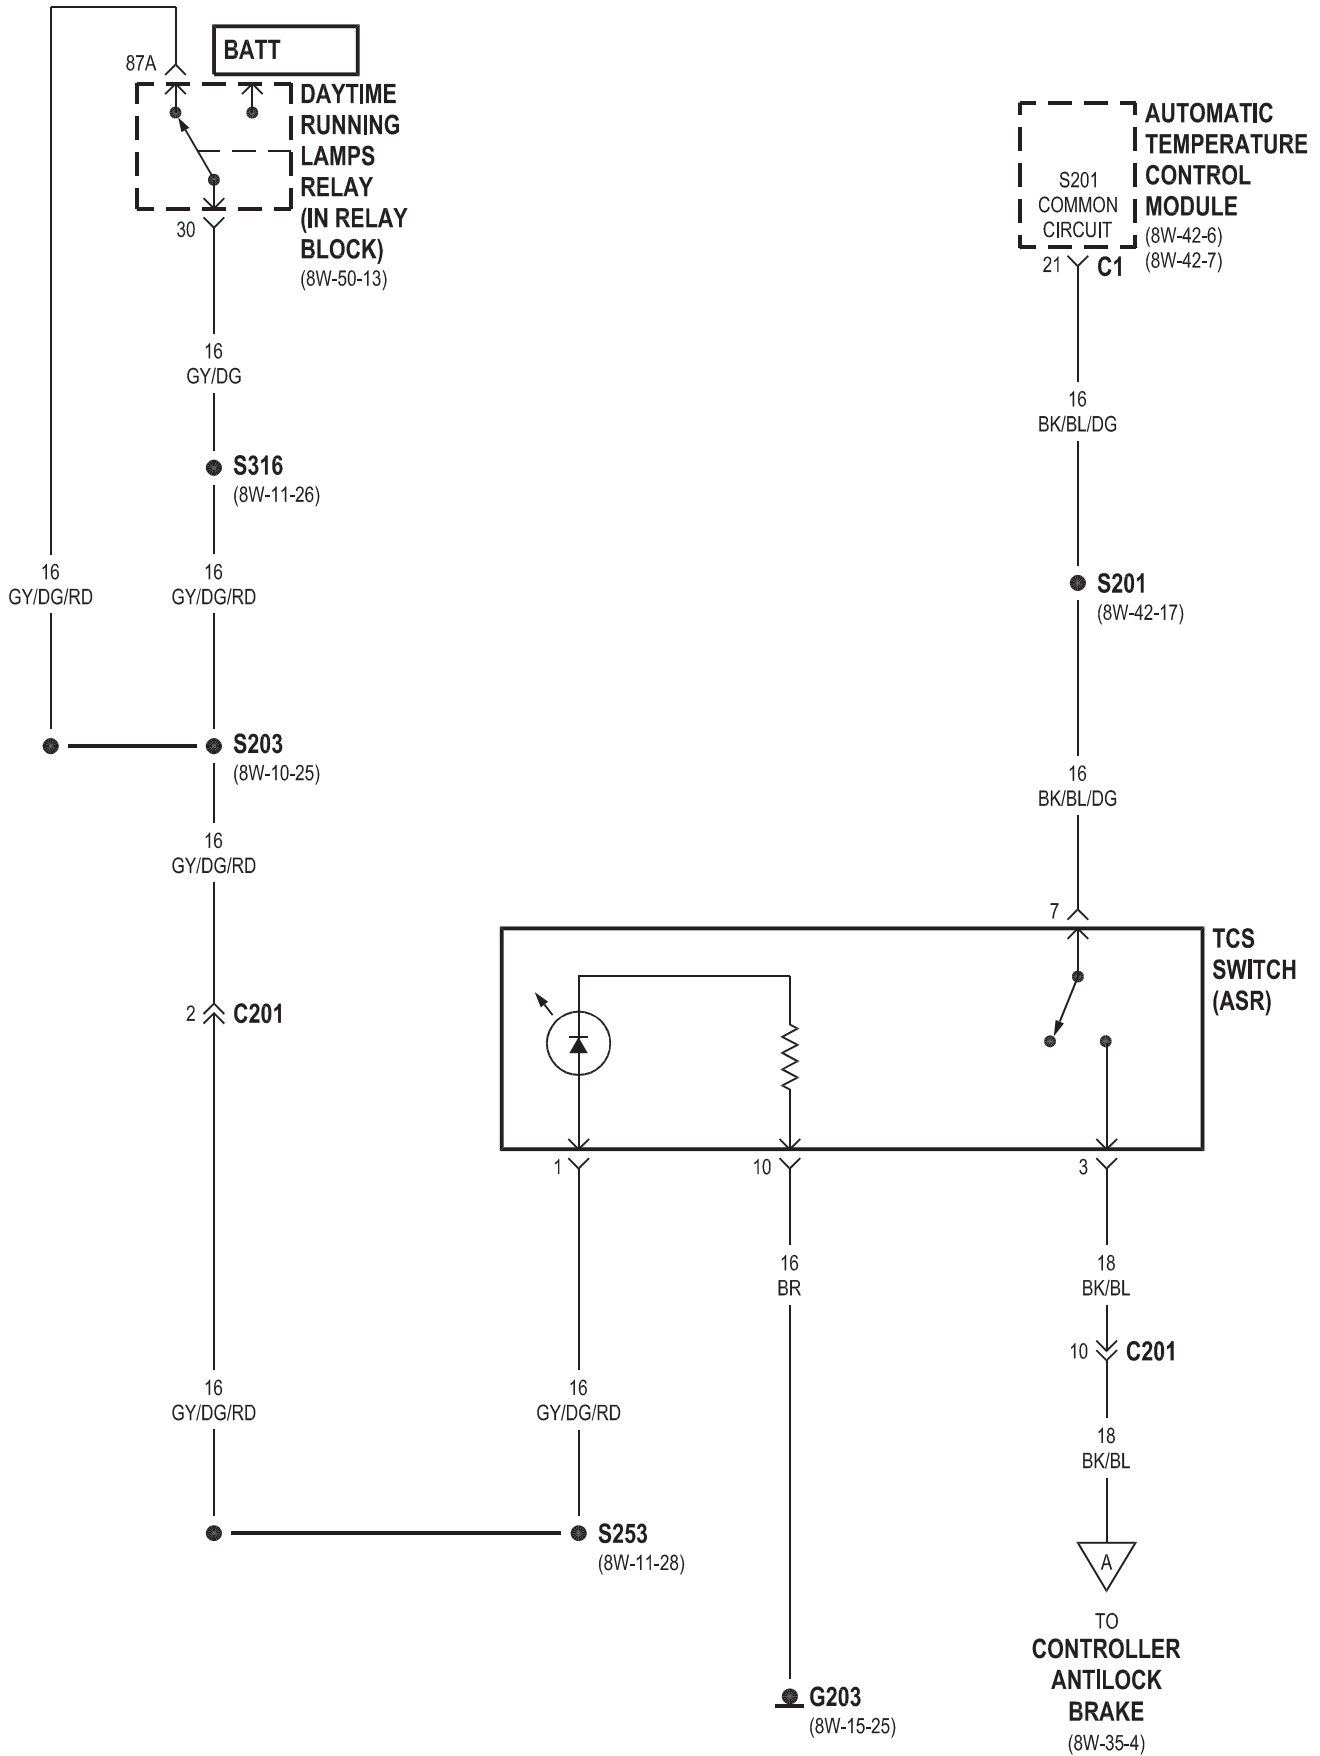 BATT
87A
DAYTIME
RUNNING
LAMPS
RELAY
(IN RELAY
BLOCK)
(8W-50-13)
30
AUTOMATIC
TEMPERATURE
CONTROL
MODULE
(8W-42-6)
(8W-42-7)
S201
COMMON
CIRCUIT
21
C1
16
GY/DG
16
BK/BL/DG
S316
(8W-11-26)
16
GY/DG/RD
16
GY/DG/RD
S201
(8W-42-17)
S203
(8W-10-25)
16
BK/BL/DG
16
GY/DG/RD
7
TCS
SWITCH
(ASR)
2
C201
1
10
3
16
BR
18
BK/BL
10
C201
16
GY/DG/RD
16
GY/DG/RD
18
BK/BL
S253
(8W-11-28)
A
TO
CONTROLLER
ANTILOCK
BRAKE
(8W-35-4)
G203
(8W-15-25)